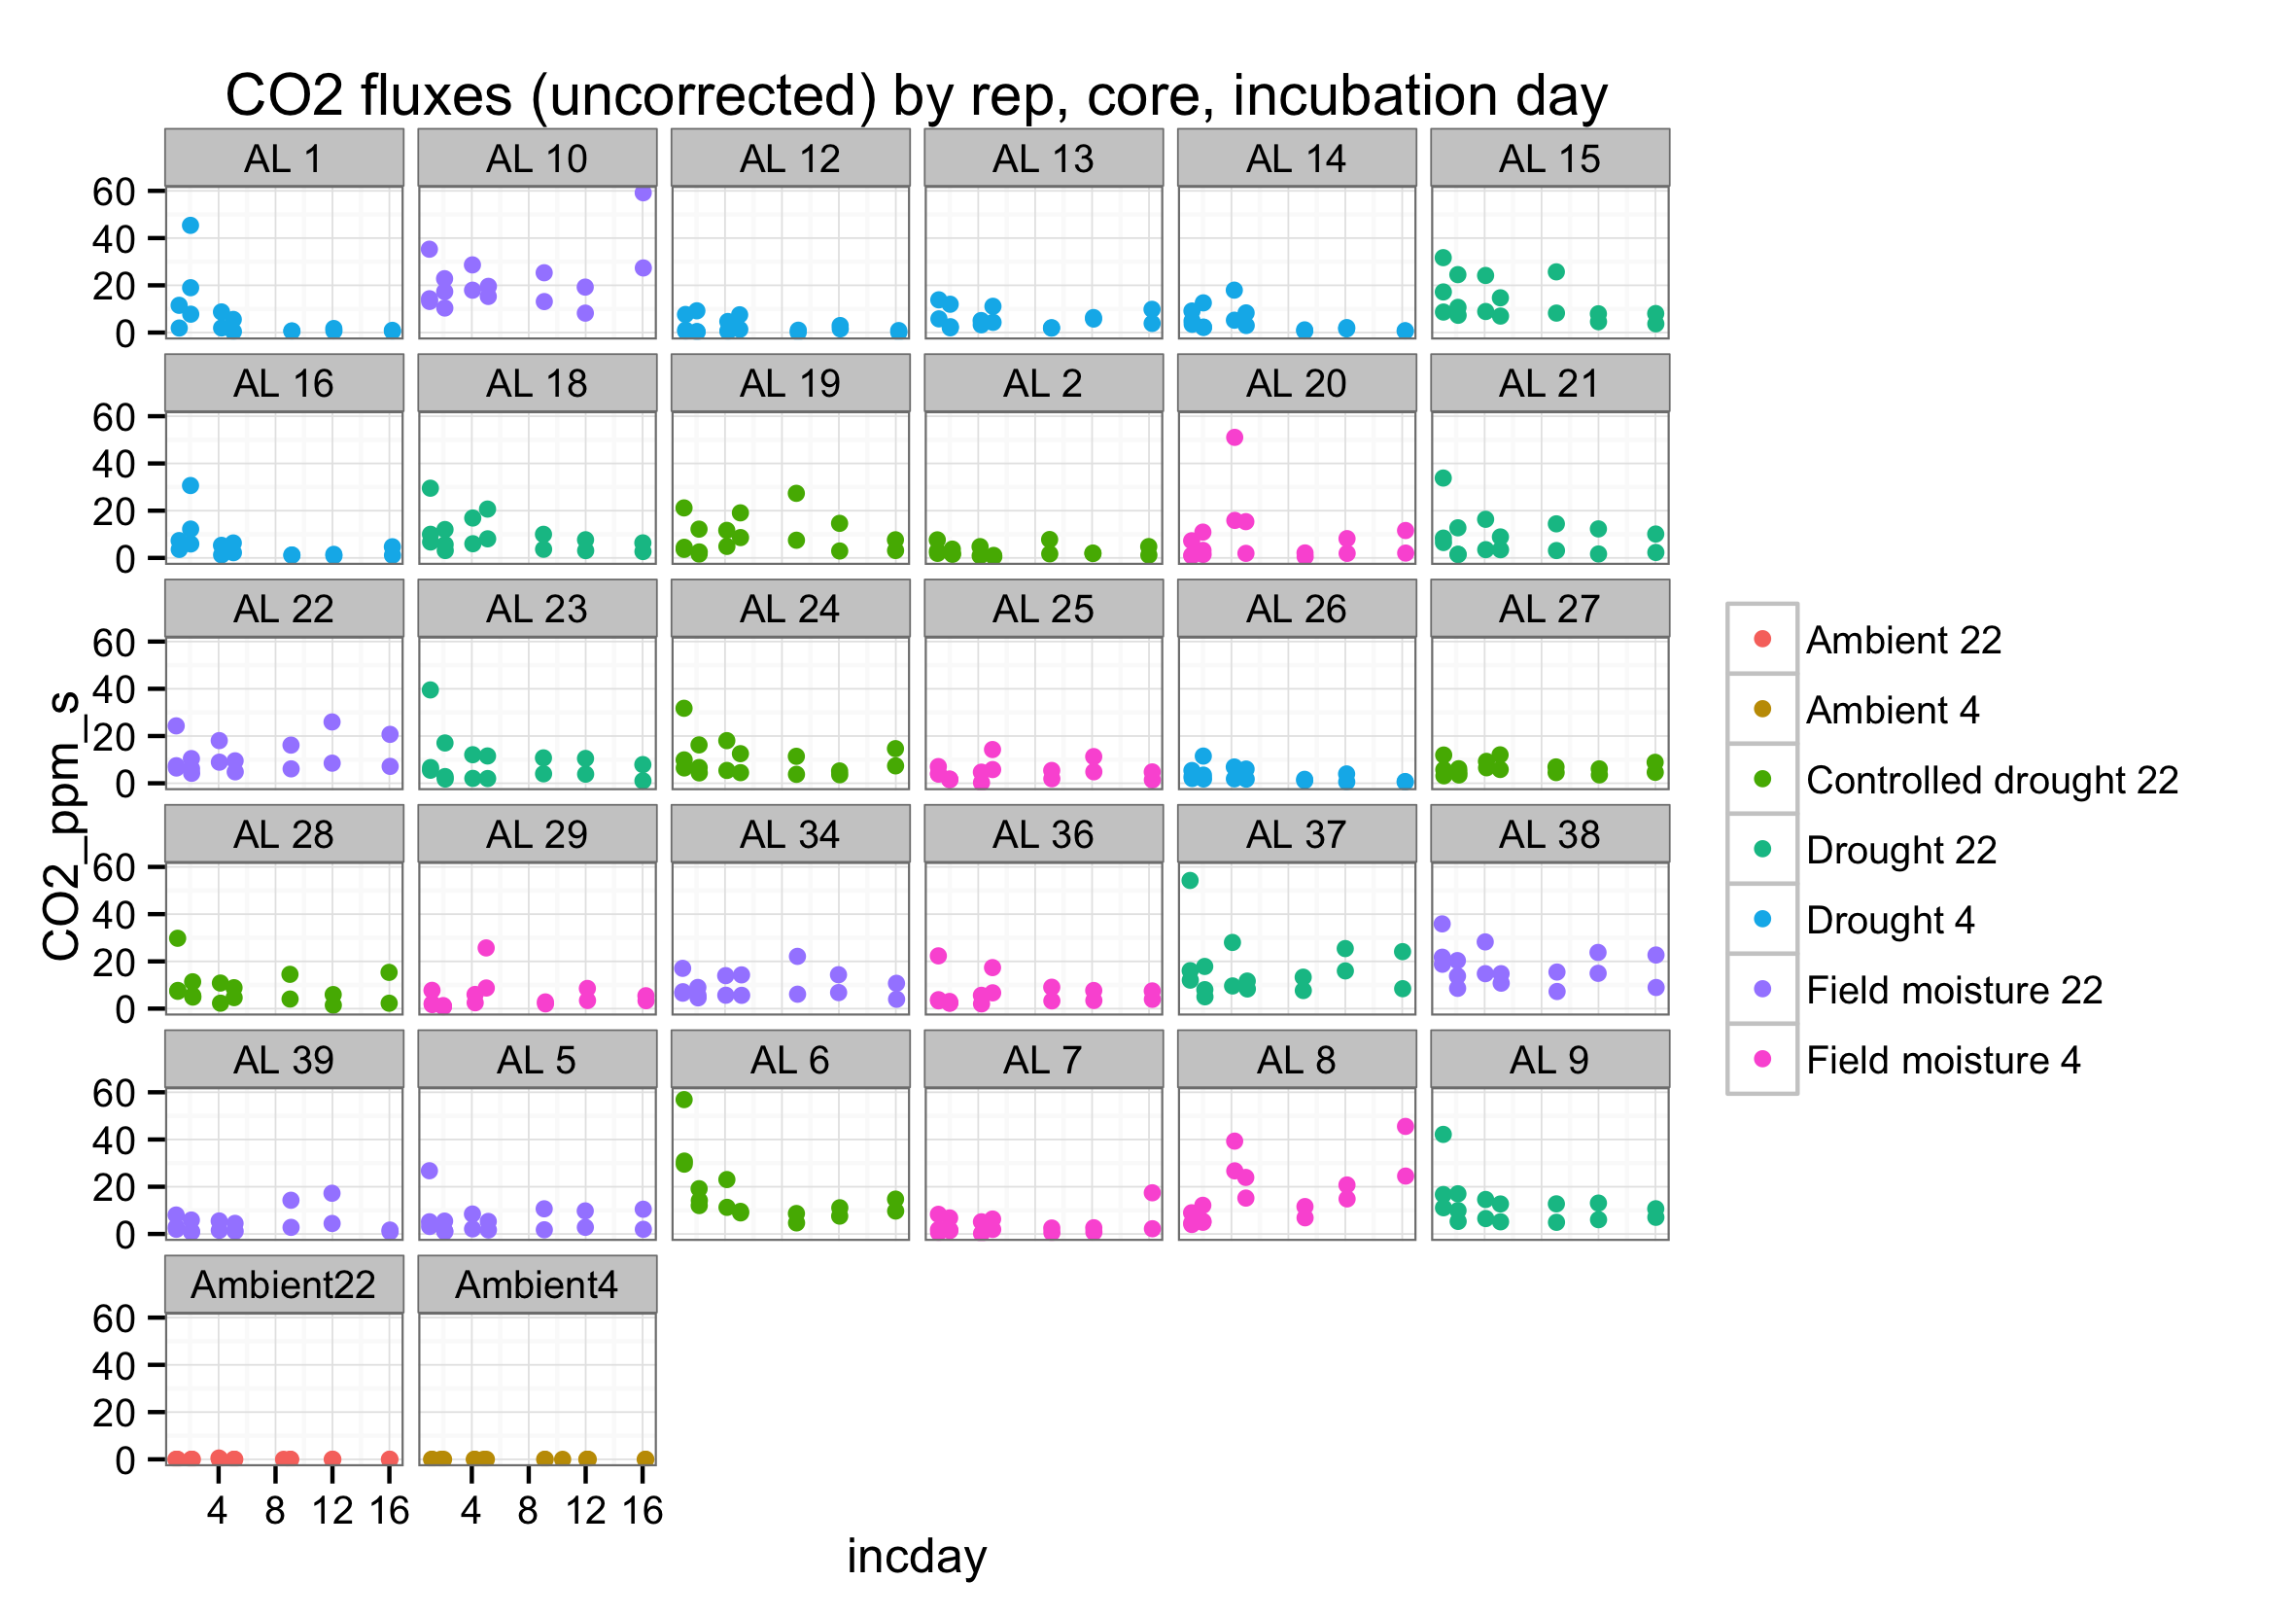 CO2 fluxes (uncorrected) by rep, core, incubation day
AL 1 AL 10 AL 12 AL 13 AL 14 AL 15
60
40
20
0
AL 16 AL 18 AL 19 AL 2 AL 20 AL 21
60
40
20
0
AL 22 AL 23 AL 24 AL 25 AL 26 AL 27
60
40
20
0
AL 28 AL 29 AL 34 AL 36 AL 37 AL 38
60
40
20
0
AL 39 AL 5 AL 6 AL 7 AL 8 AL 9
60
40
20
0
Ambient22 Ambient4
60
40
20
0
4 8 12 16 4 8 12 16
incday
CO2_ppm_s
Ambient 22
Ambient 4
Controlled drought 22
Drought 22
Drought 4
Field moisture 22
Field moisture 4